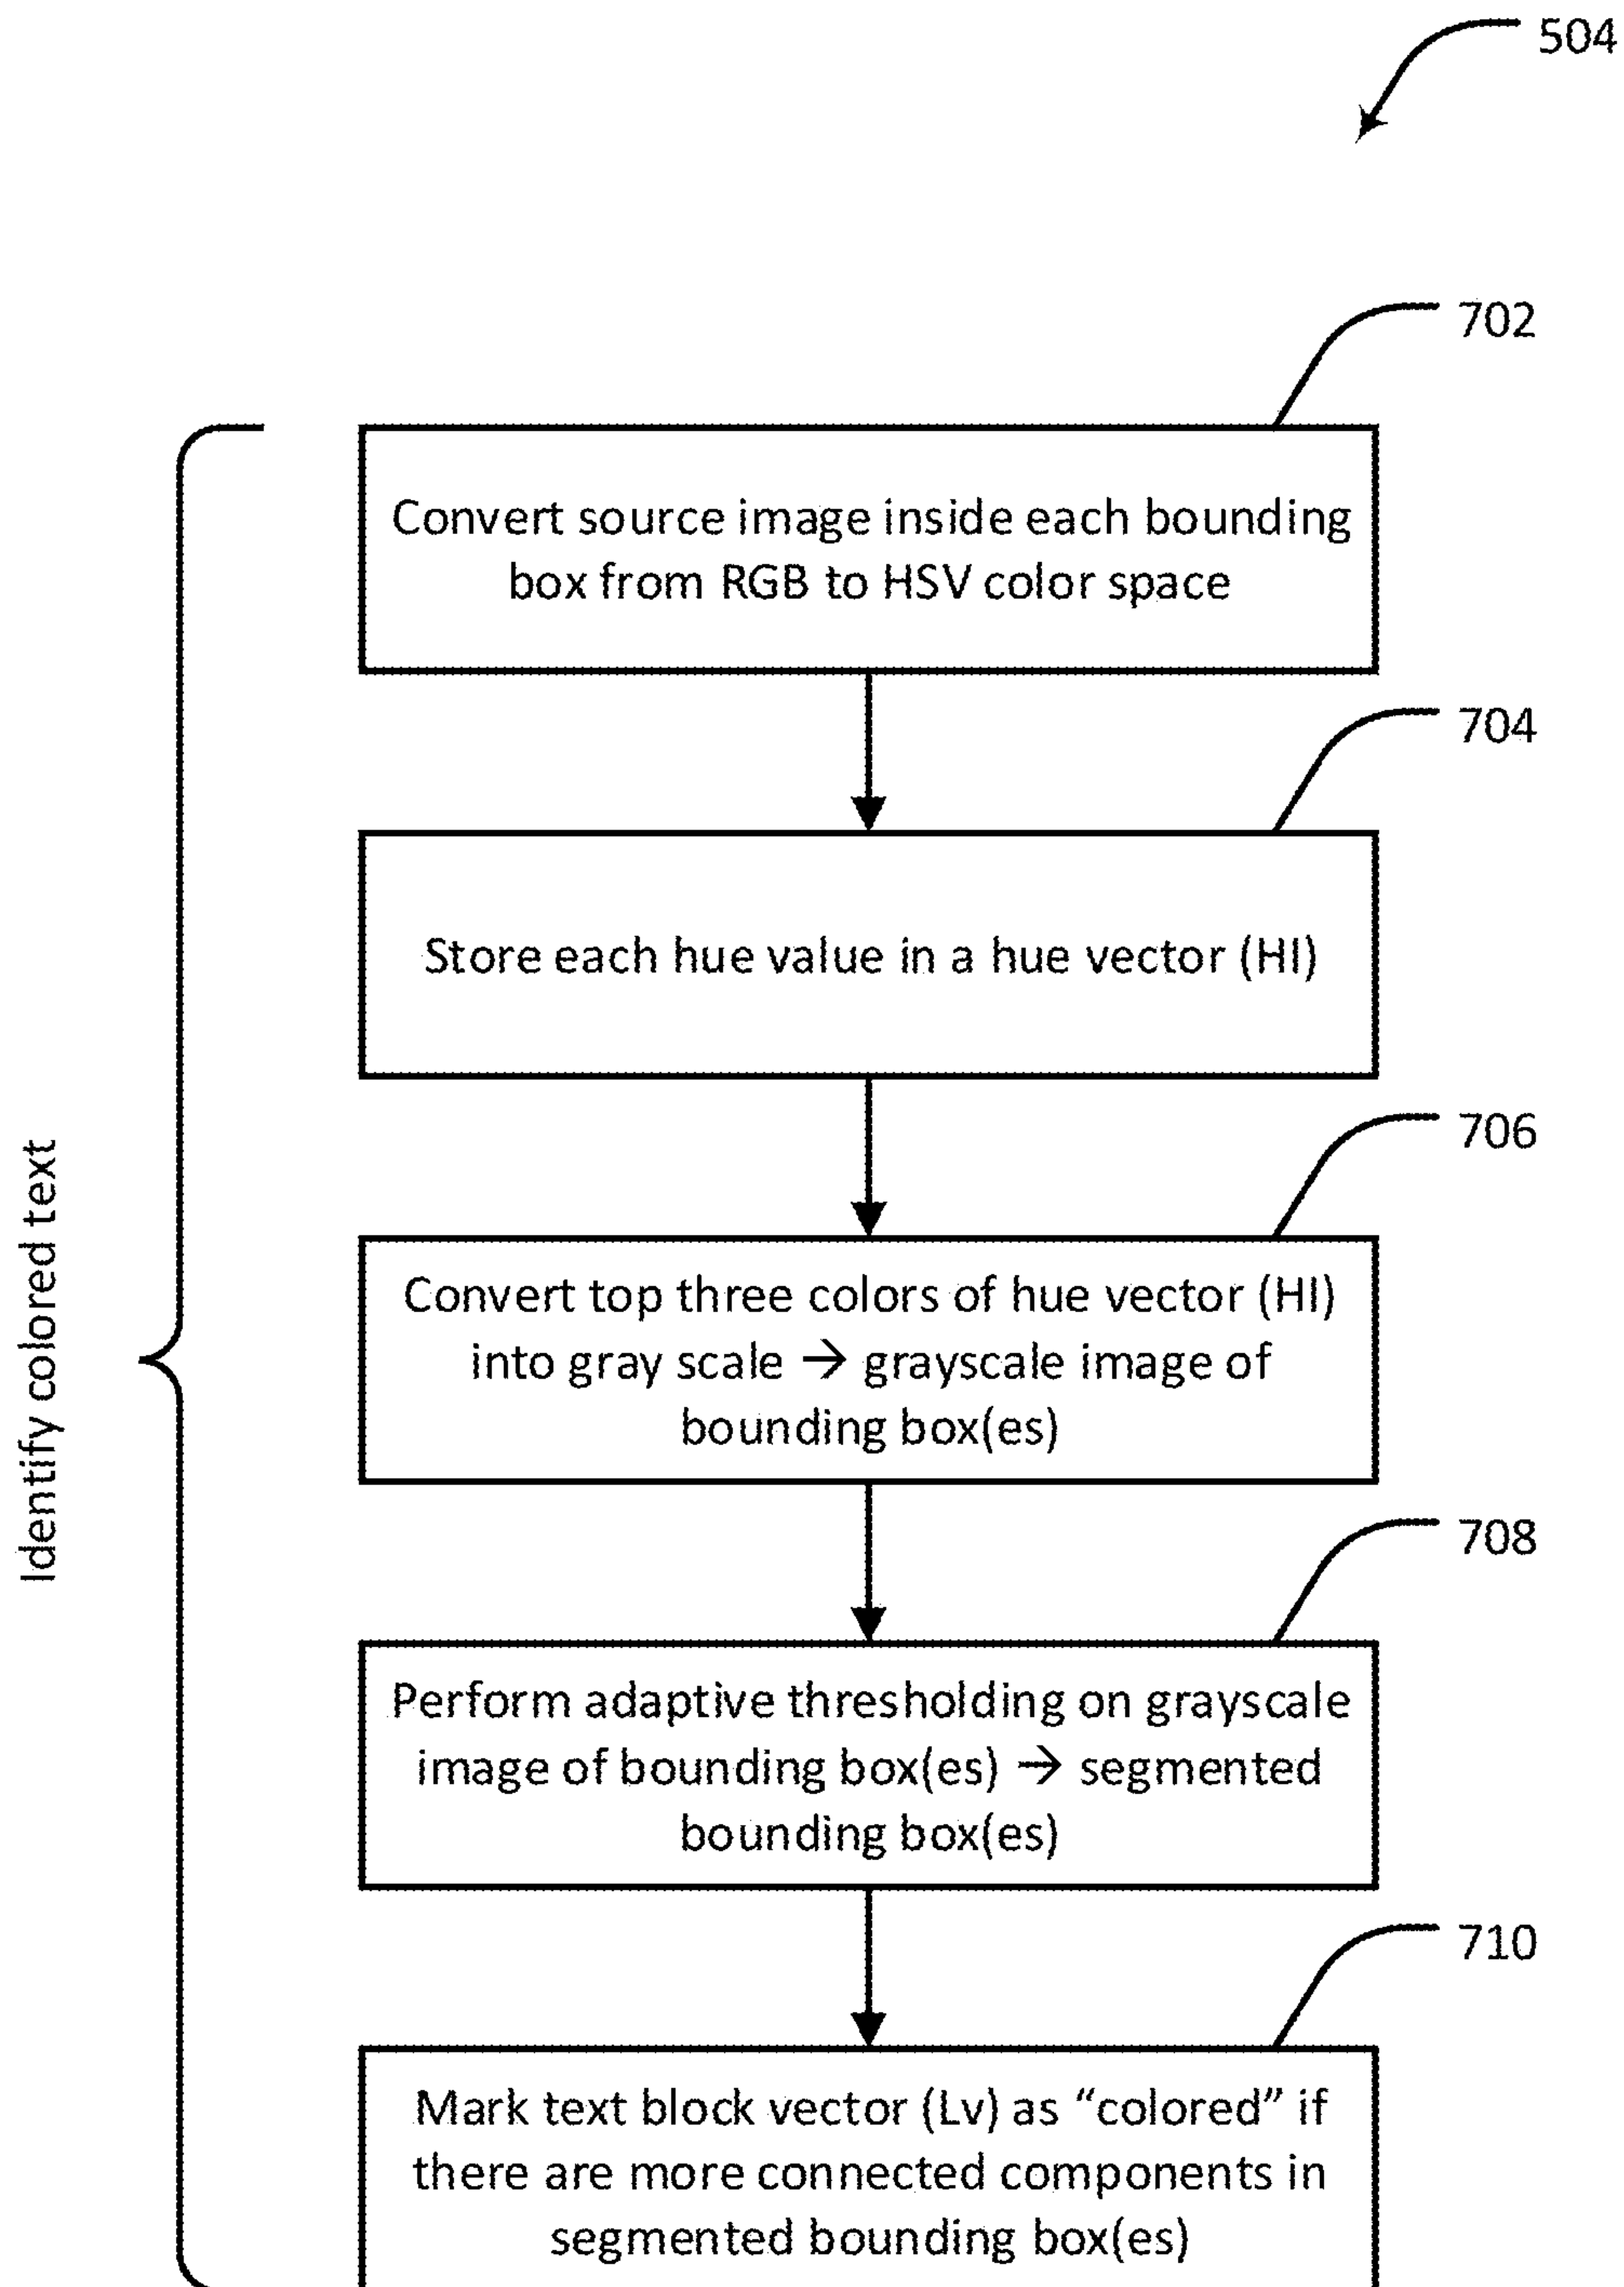 504
702
Convert source image inside each bounding
box from RGB to HSV color space
704
Store each hue value in a hue vector (HI)
706
Convert top three colors of hue vector (HI)
into gray scale → grayscale image of
bounding box(es)
708
Perform adaptive thresholding on grayscale
image of bounding box(es) → segmented
bounding box(es)
710
Mark text block vector (Lv) as “colored” if
there are more connected components in
segmented bounding box(es)
Identify colored text